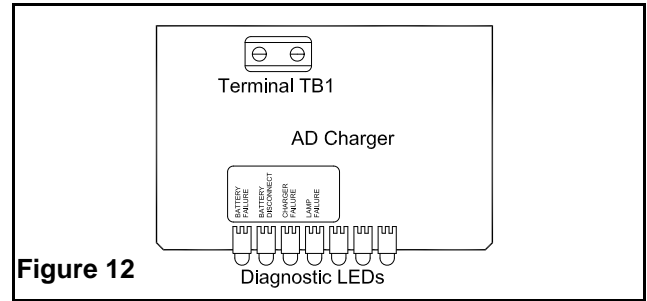 Terminal TB1
AD Charger
BATTERY
FAILURE
BATTERY
DISCONNECT
CHARGER
FAILURE
LAMP
FAILURE
Figure 12
Diagnostic LEDs